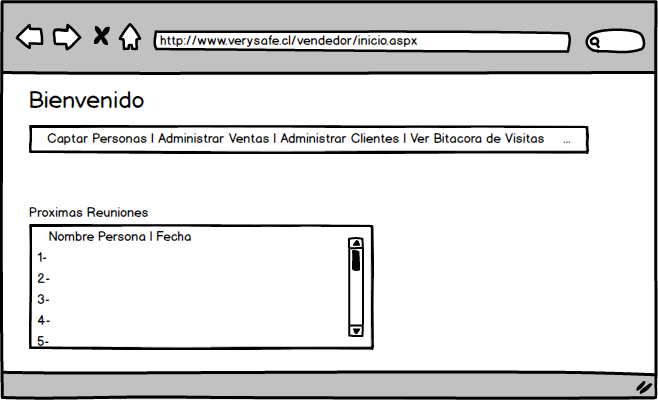 http://www.verysafe.cl/vendedor/inicio.aspx
Bienvenido
Captar Personas | Administrar Ventas | Administrar Clientes | Ver Bitacora de Visitas ...
Proximas Reuniones
Nombre Persona | Fecha
1-
2-
3-
4-
5-